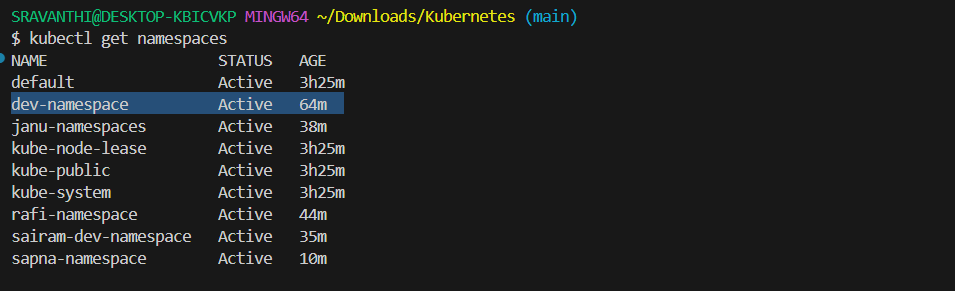 SRAVANTHI@DESKTOP-KBICVKP MINGW64 ~/Downloads/Kubernetes (main)
$ kubectl get namespaces
NAME STATUS AGE
default Active 3h25m
dev-namespace Active 64m
janu-namespaces Active 38m
kube-node-lease Active 3h25m
kube-public Active 3h25m
kube-system Active 3h25m
rafi-namespace Active 44m
sairam-dev-namespace Active 35m
sapna-namespace Active 10m